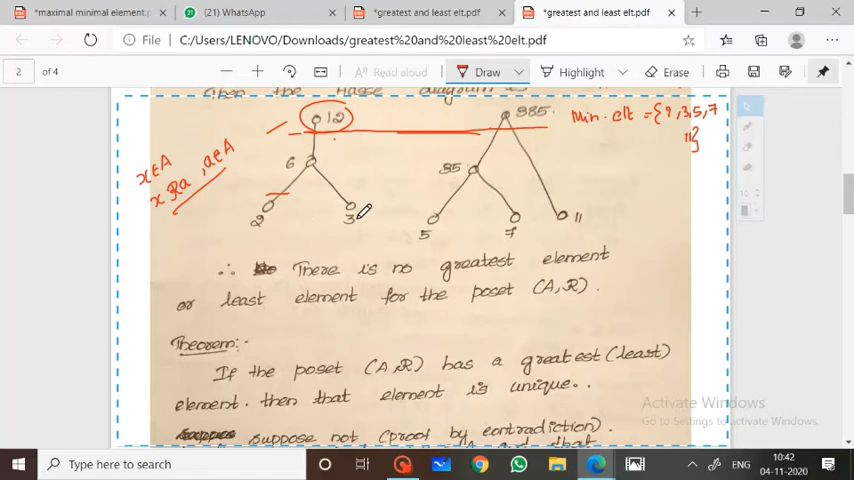 *maximal minimal element.p
(21) WhatsApp
*greatest and least elt.pdf
*greatest and least elt.pdf
File
C:/Users/LENOVO/Downloads/greatest%20and%20least%20elt.pdf
2
of 4
Read aloud
Draw
Highlight
Erase
12
385
Min. elt = {2,3,5,7
11}
x∈A
x R a , a∈A
6
35
2
3
5
7
11
10
∴ There is no greatest element
or least element for the poset (A,R).
Theorem:-
If the poset (A,R) has a greatest (least)
element. then that element is unique..
suppose not (proof by contradiction).
Activate Windows
Go to Settings to activate Windows.
Type here to search
ENG
10:42
04-11-2020